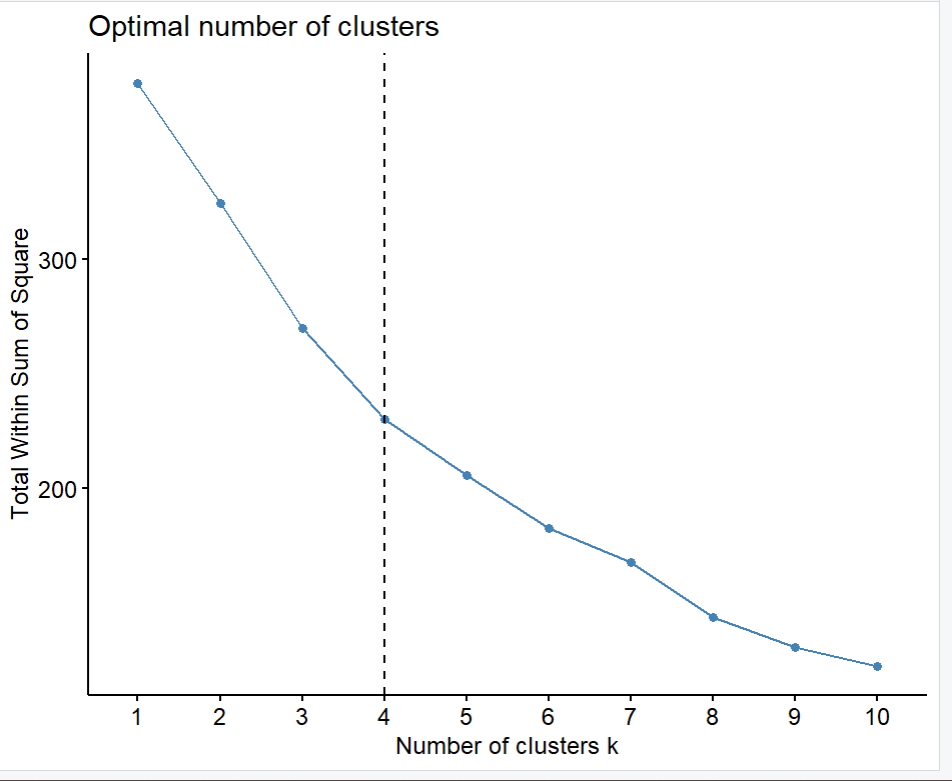 Optimal number of clusters
Total Within Sum of Square
300
200
1 2 3 4 5 6 7 8 9 10
Number of clusters k